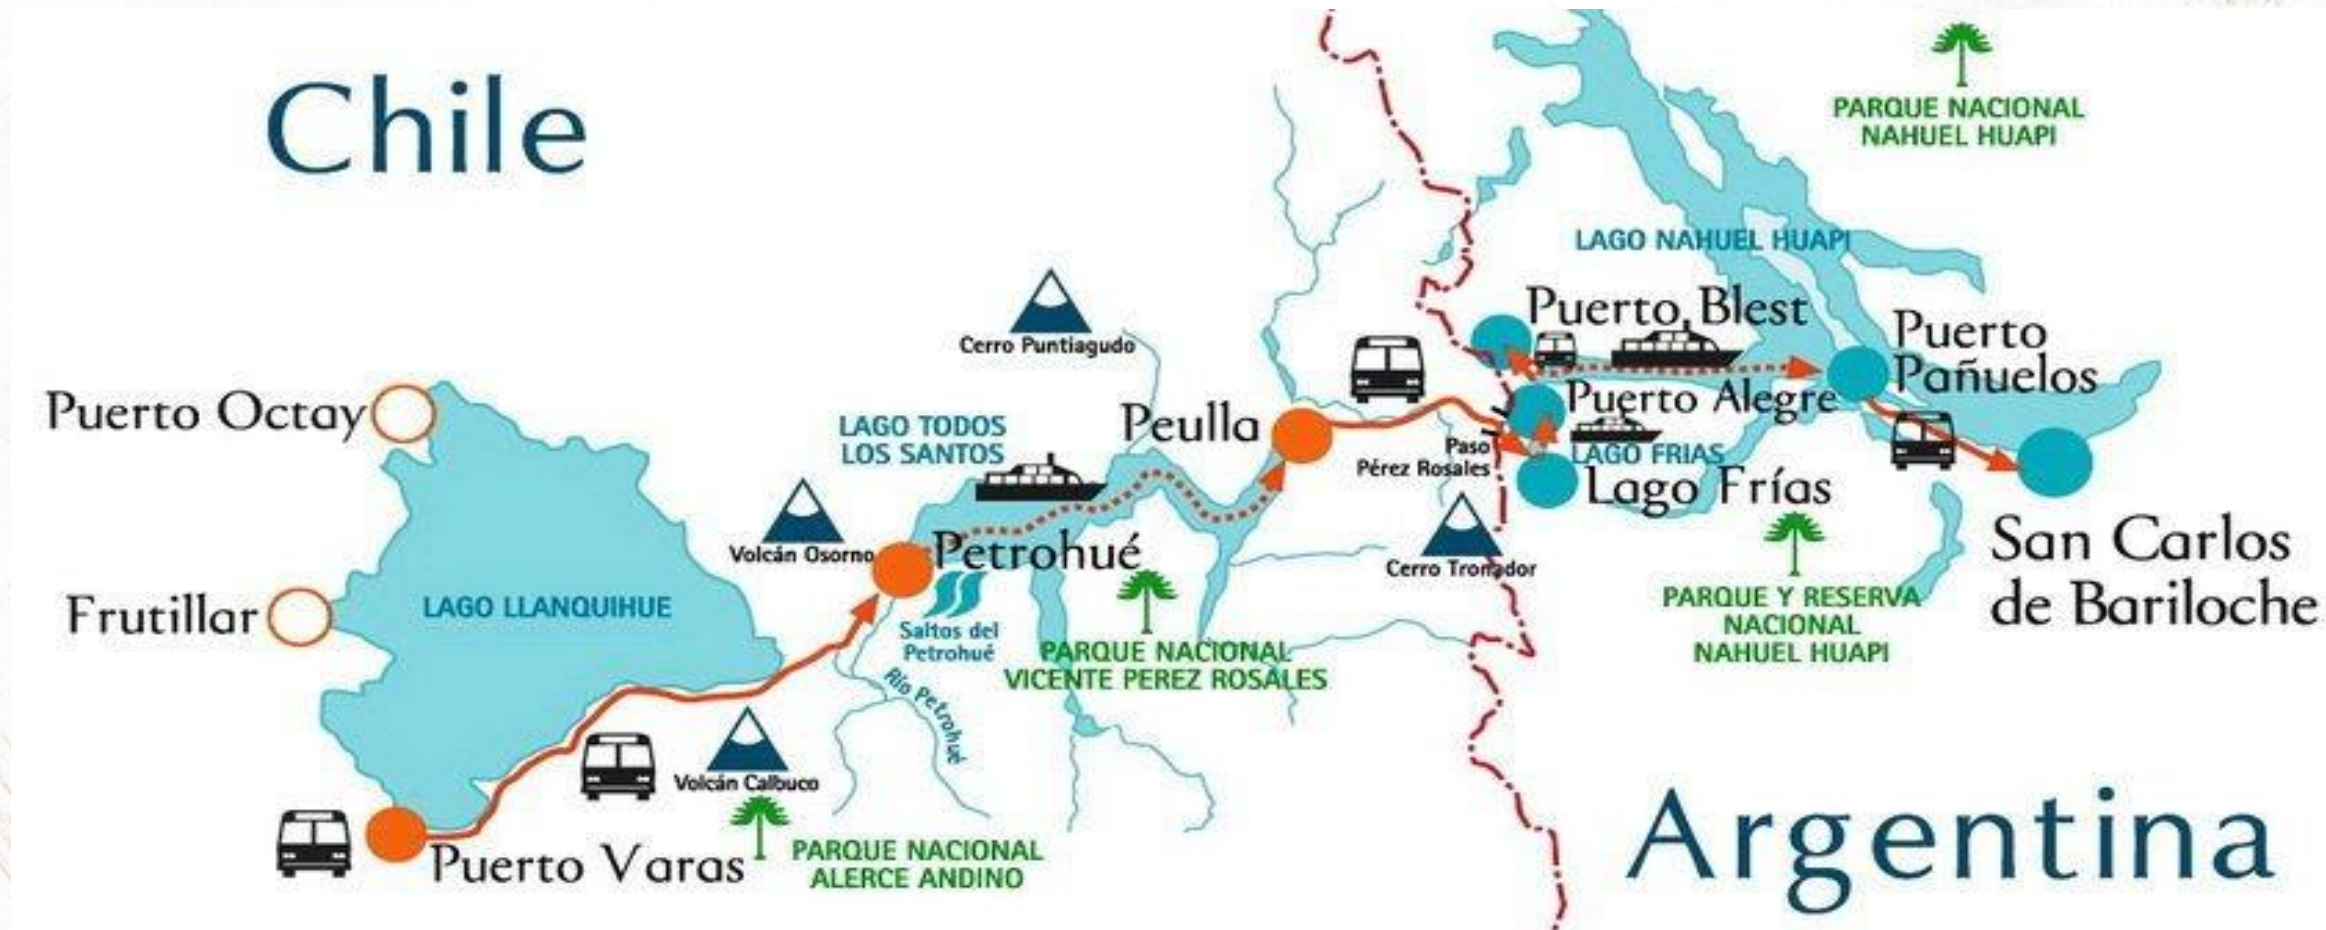 Chile
PARQUE NACIONAL
NAHUEL HUAPI
LAGO NAHUEL HUAPI
Cerro Puntiagudo
Puerto Blest
Puerto
Pañuelos
Puerto Octay
LAGO TODOS
LOS SANTOS
Peulla
Puerto Alegre
Paso
Pérez Rosales
LAGO FRIAS
Lago Frías
Volcán Osorno
Petrohué
Cerro Tronador
San Carlos
de Bariloche
Frutillar
LAGO LLANQUIHUE
Saltos del
Petrohué
PARQUE NACIONAL
VICENTE PEREZ ROSALES
PARQUE Y RESERVA
NACIONAL
NAHUEL HUAPI
Río Petrohué
Volcán Calbuco
Puerto Varas
PARQUE NACIONAL
ALERCE ANDINO
Argentina